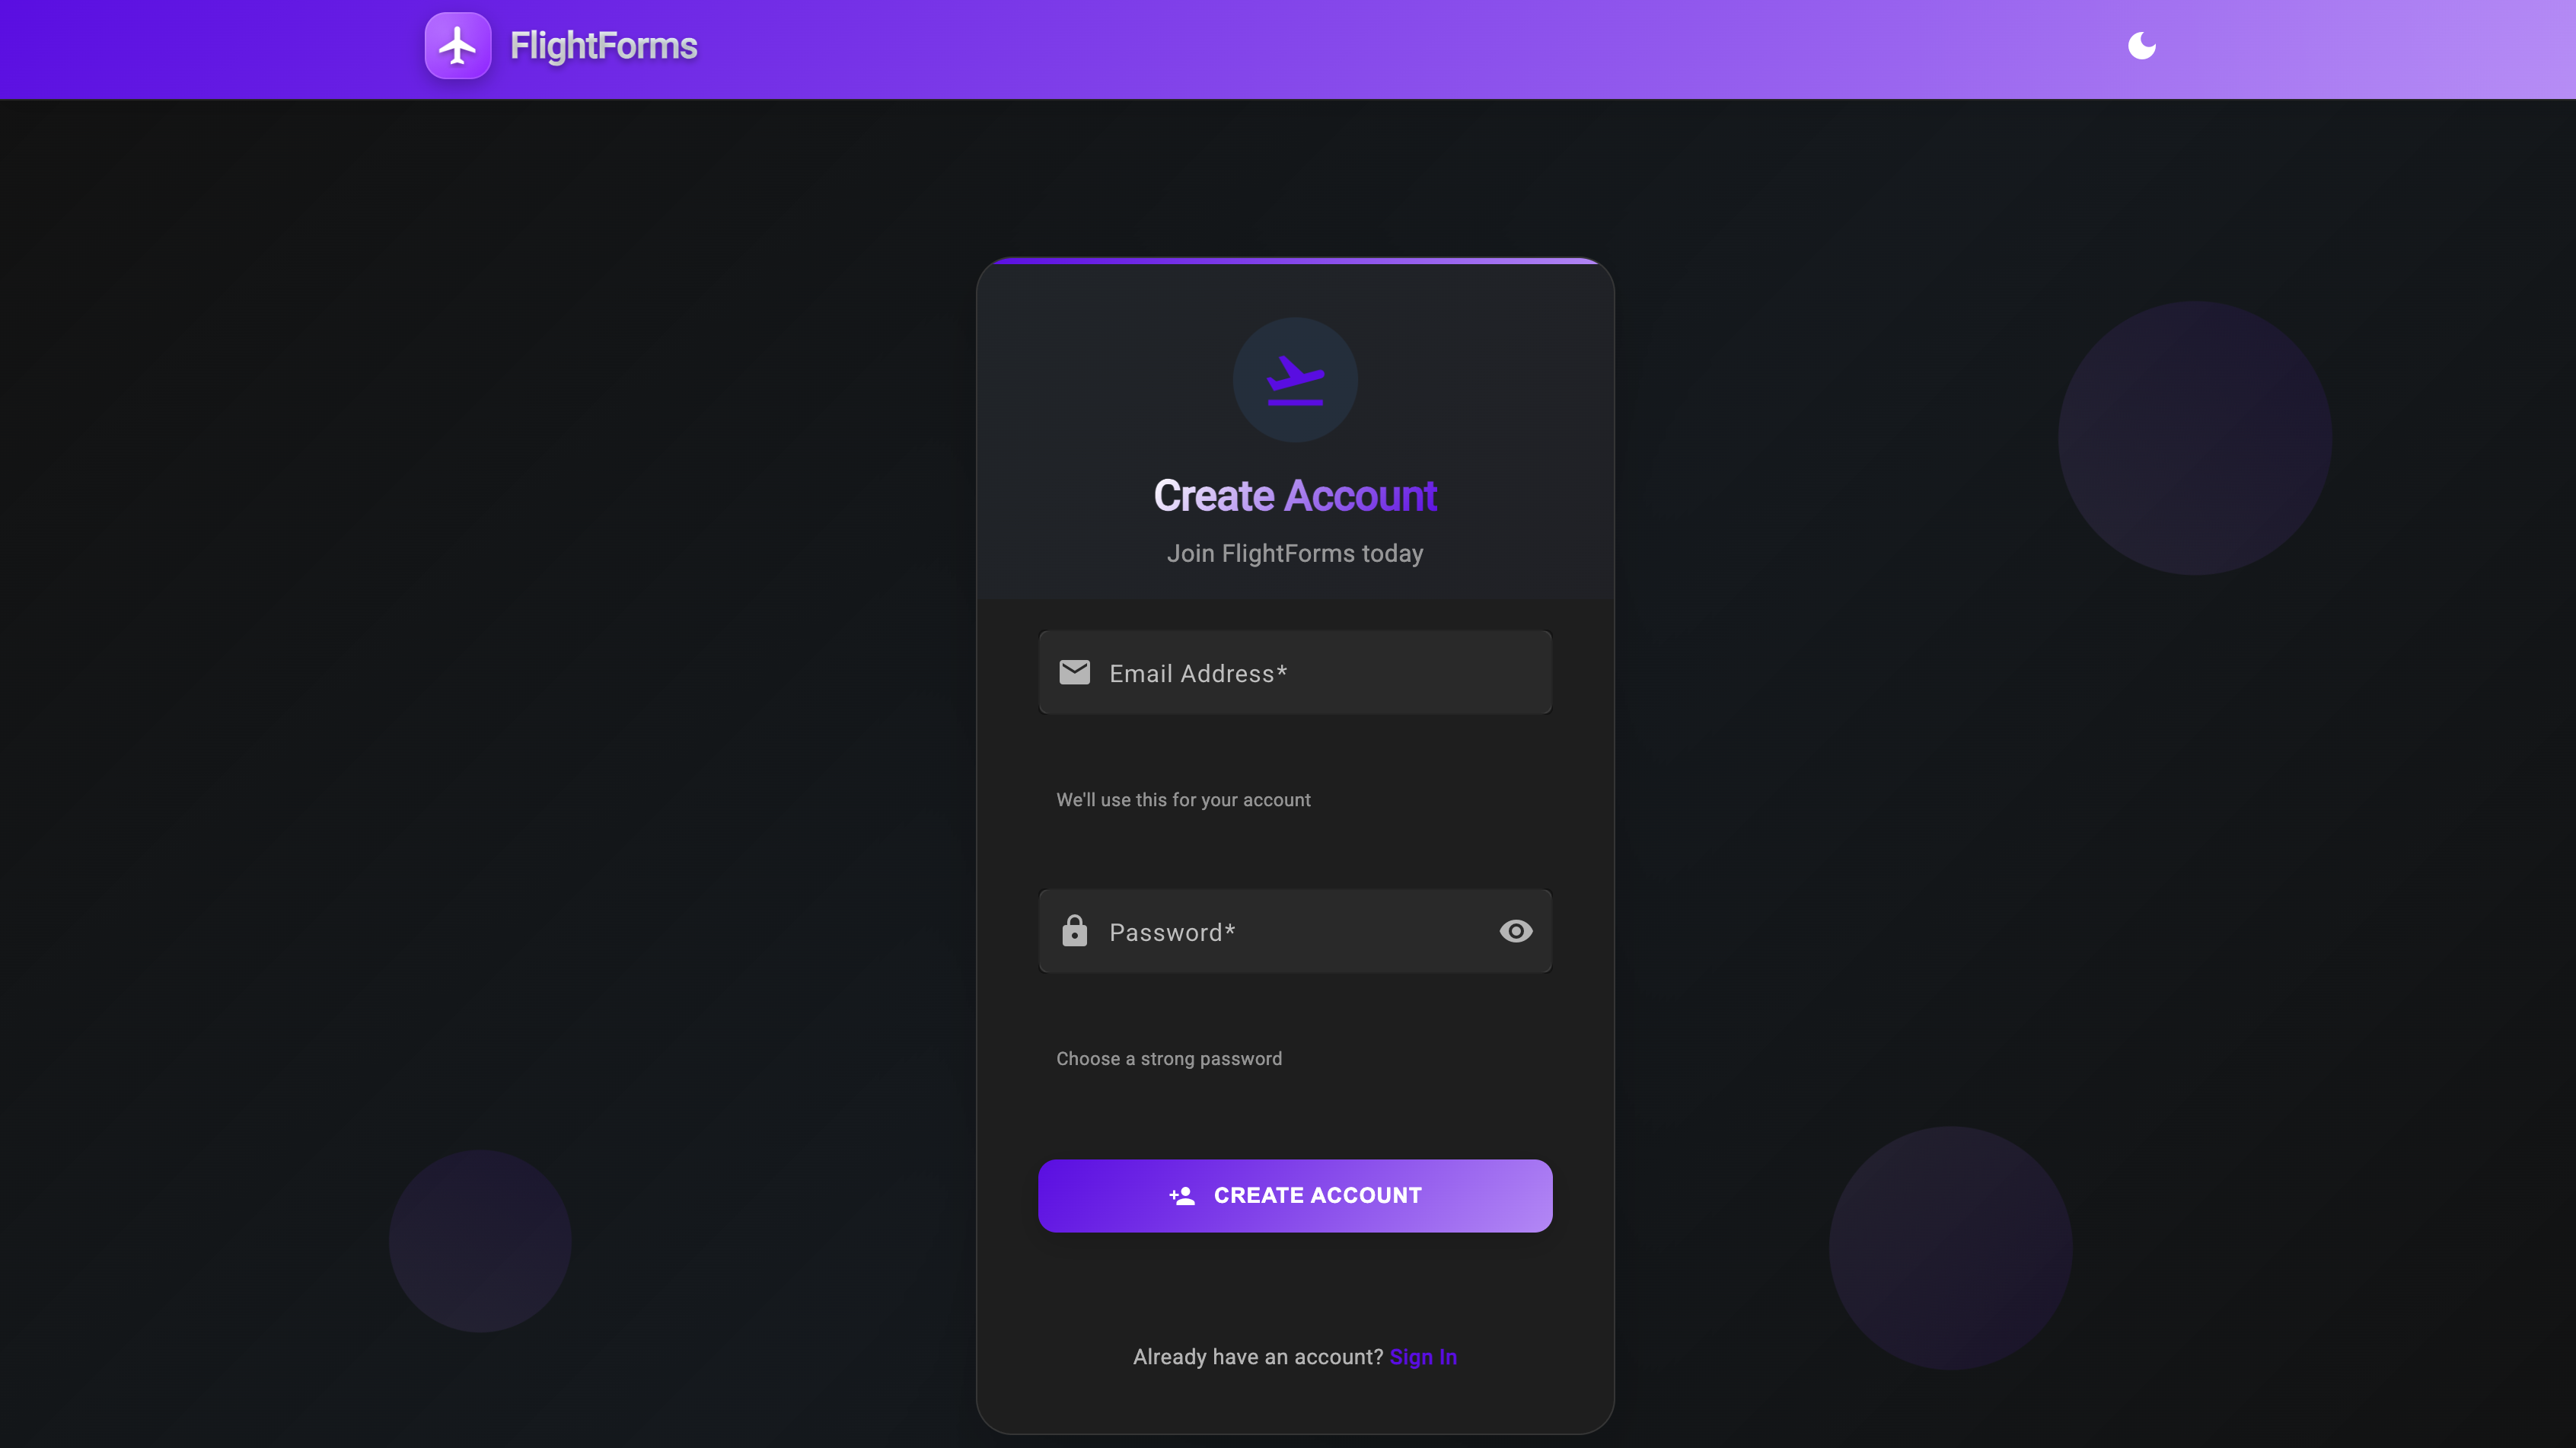 FlightForms
Create Account
Join FlightForms today
Email Address*
We'll use this for your account
Password*
Choose a strong password
CREATE ACCOUNT
Already have an account? Sign In